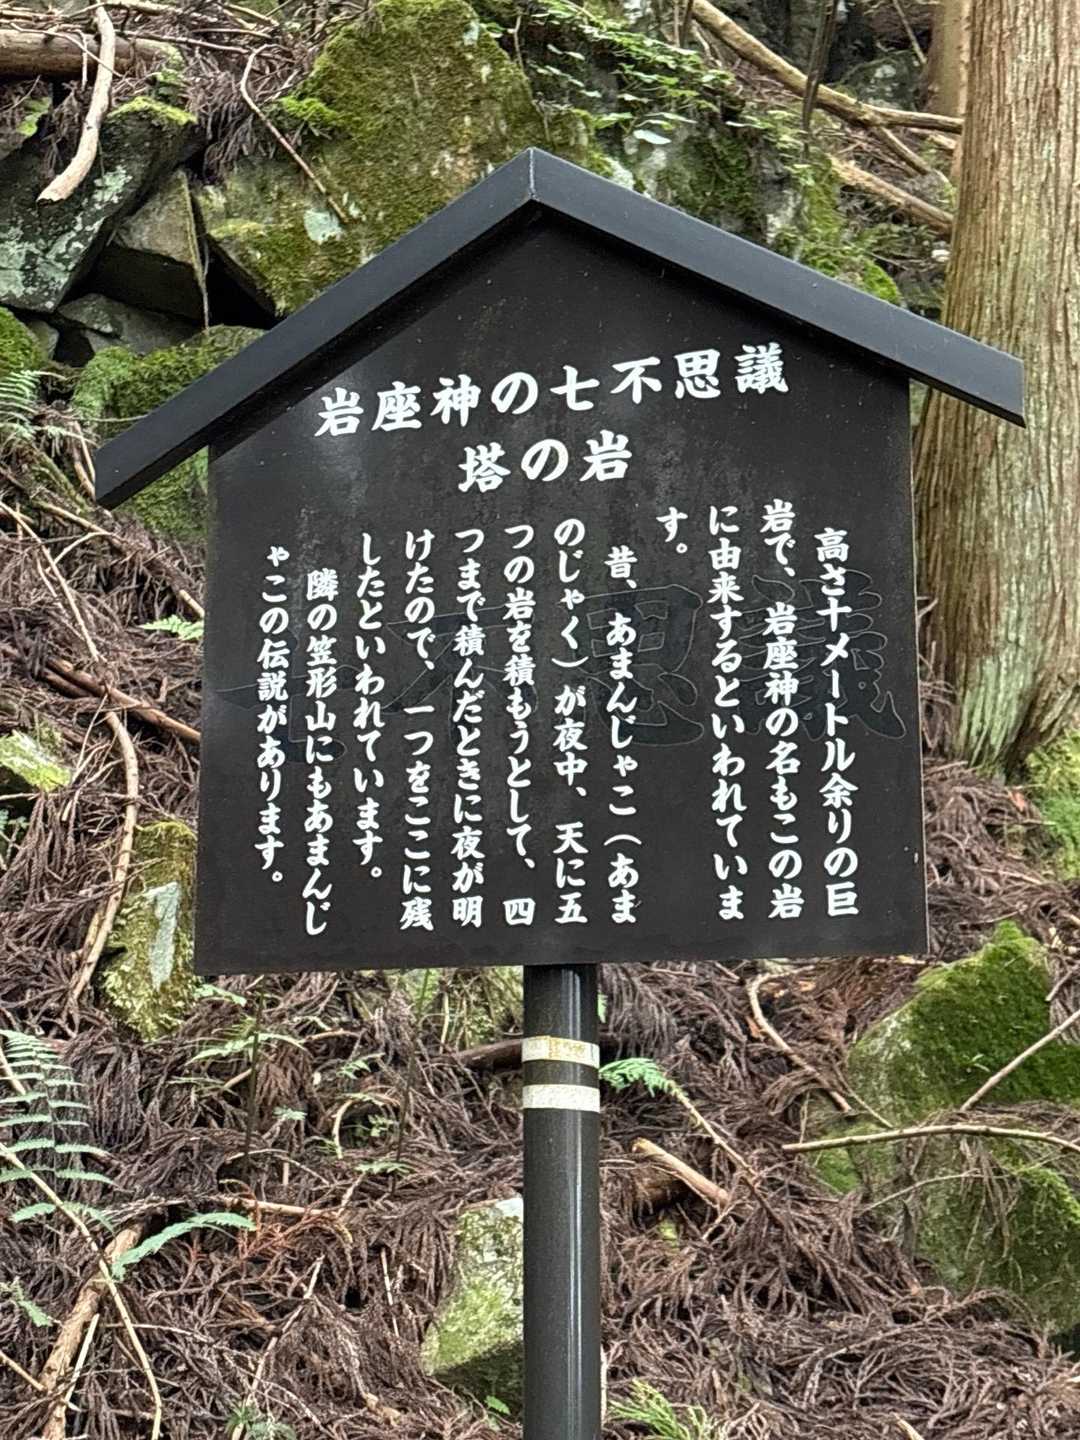 岩座神の七不思議
塔の岩
高さ十メートル余りの巨
岩で、岩座神の名もこの岩
に由来するといわれていま
す。
昔、あまんじゃこ(あま
のじゃく)が夜中、天に五
つの岩を積もうとして、四
つまで積んだときに夜が明
けたので、一つをここに残
したといわれています。
隣の笠形山にもあまんじ
ゃこの伝説があります。
七不思議